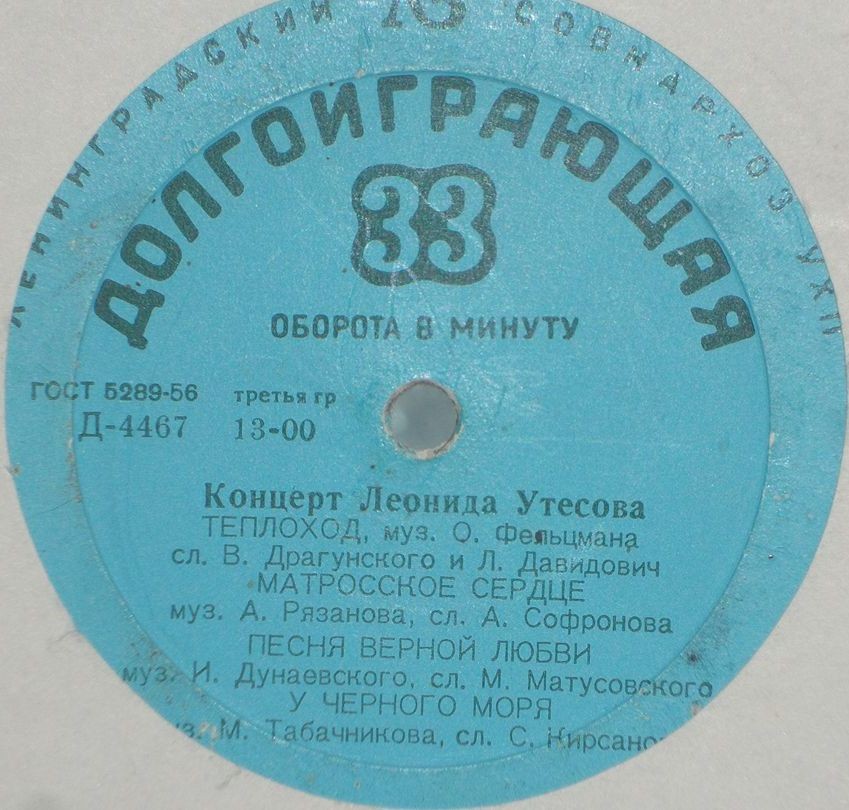 ЛЕНИНГРАДСКИЙ СОВНАРХОЗ УХП
ДОЛГОИГРАЮЩАЯ
33
ОБОРОТА В МИНУТУ
ГОСТ 5289-56 третья гр
Д-4467 13-00
Концерт Леонида Утесова
ТЕПЛОХОД, муз. О. Фельцмана
сл. В. Драгунского и Л. Давидович
МАТРОССКОЕ СЕРДЦЕ
муз. А. Рязанова, сл. А. Софронова
ПЕСНЯ ВЕРНОЙ ЛЮБВИ
муз. И. Дунаевского, сл. М. Матусовского
У ЧЕРНОГО МОРЯ
М. Табачникова, сл. С.